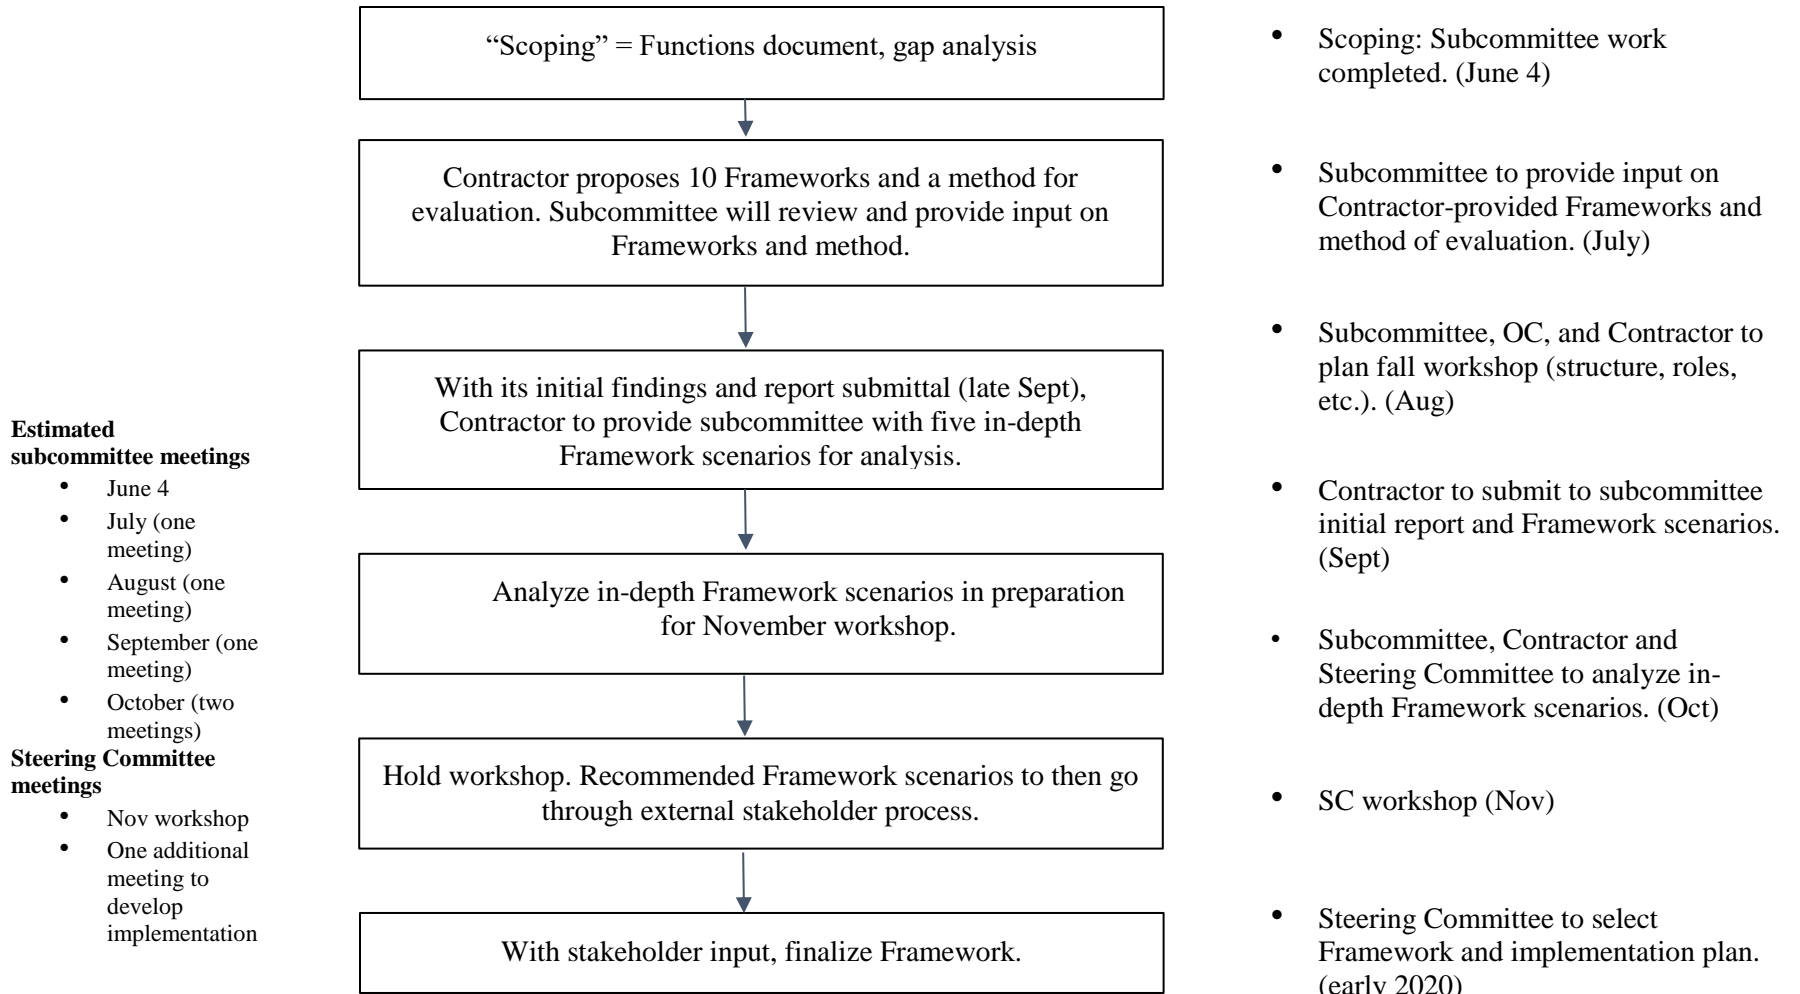 “Scoping” = Functions document, gap analysis
Contractor proposes 10 Frameworks and a method for
evaluation. Subcommittee will review and provide input on
Frameworks and method.
With its initial findings and report submittal (late Sept),
Contractor to provide subcommittee with five in-depth
Framework scenarios for analysis.
Analyze in-depth Framework scenarios in preparation
for November workshop.
Hold workshop. Recommended Framework scenarios to then go
through external stakeholder process.
With stakeholder input, finalize Framework.
Estimated
subcommittee meetings
• June 4
• July (one
meeting)
• August (one
meeting)
• September (one
meeting)
• October (two
meetings)
Steering Committee
meetings
• Nov workshop
• One additional
meeting to
develop
implementation
• Scoping: Subcommittee work
completed. (June 4)
• Subcommittee to provide input on
Contractor-provided Frameworks and
method of evaluation. (July)
• Subcommittee, OC, and Contractor to
plan fall workshop (structure, roles,
etc.). (Aug)
• Contractor to submit to subcommittee
initial report and Framework scenarios.
(Sept)
• Subcommittee, Contractor and
Steering Committee to analyze in-
depth Framework scenarios. (Oct)
• SC workshop (Nov)
• Steering Committee to select
Framework and implementation plan.
(early 2020)